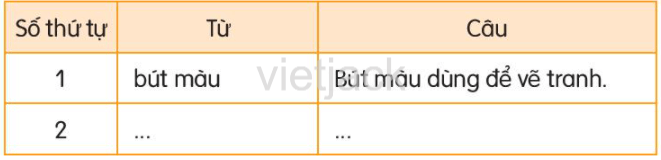 Số thứ tự Từ Câu
1 bút màu Bút màu dùng để vẽ tranh.
2 ... ...
vietjack